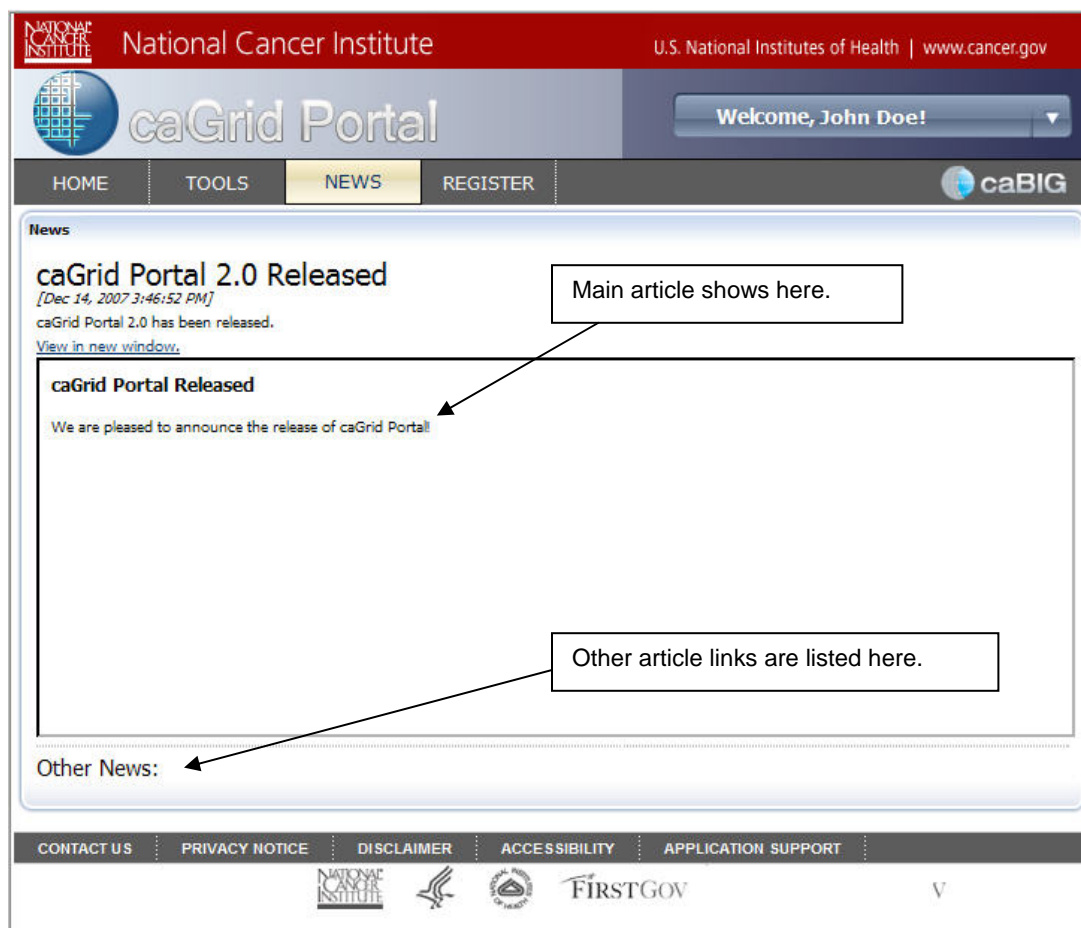 NATIONAL CANCER INSTITUTE
National Cancer Institute
U.S. National Institutes of Health | www.cancer.gov
caGrid Portal
Welcome, John Doe!
HOME TOOLS NEWS REGISTER
caBIG
News
caGrid Portal 2.0 Released
[Dec 14, 2007 3:46:52 PM]
caGrid Portal 2.0 has been released.
View in new window.
Main article shows here.
caGrid Portal Released
We are pleased to announce the release of caGrid Portal!
Other article links are listed here.
Other News:
CONTACT US PRIVACY NOTICE DISCLAIMER ACCESSIBILITY APPLICATION SUPPORT
NATIONAL CANCER INSTITUTE
NATIONAL INSTITUTES OF HEALTH
FIRSTGOV
V